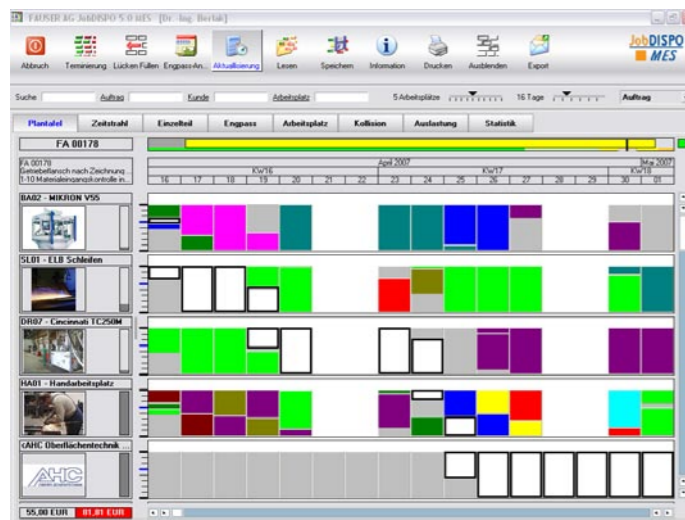 FAUSER AG JobDISPO 5.0 MES [Dr.-Ing. Bertak]
Abbruch Terminierung Lücken Füllen Engpass-An... Aktualisierung Lesen Speichern Information Drucken Ausblenden Export
JobDISPO
MES
Suche Auftrag Kunde Arbeitsplatz 5 Arbeitsplätze 16 Tage Auftrag
Plantafel Zeitstrahl Einzelteil Engpass Arbeitsplatz Kollision Auslastung Statistik
FA 00178
FA 00178 April 2007 Mai 2007
Getriebeflansch nach Zeichnung... KW16 KW17 KW18
1-10 Materialeingangskontrolle in... 16 17 18 19 20 21 22 23 24 25 26 27 28 29 30 01
BA02 - MIKRON V55
SL01 - ELB Schleifen
DR07 - Cincinnati TC250M
HA01 - Handarbeitsplatz
<AHC Oberflächentechnik ...
AHC
55,00 EUR 81,81 EUR